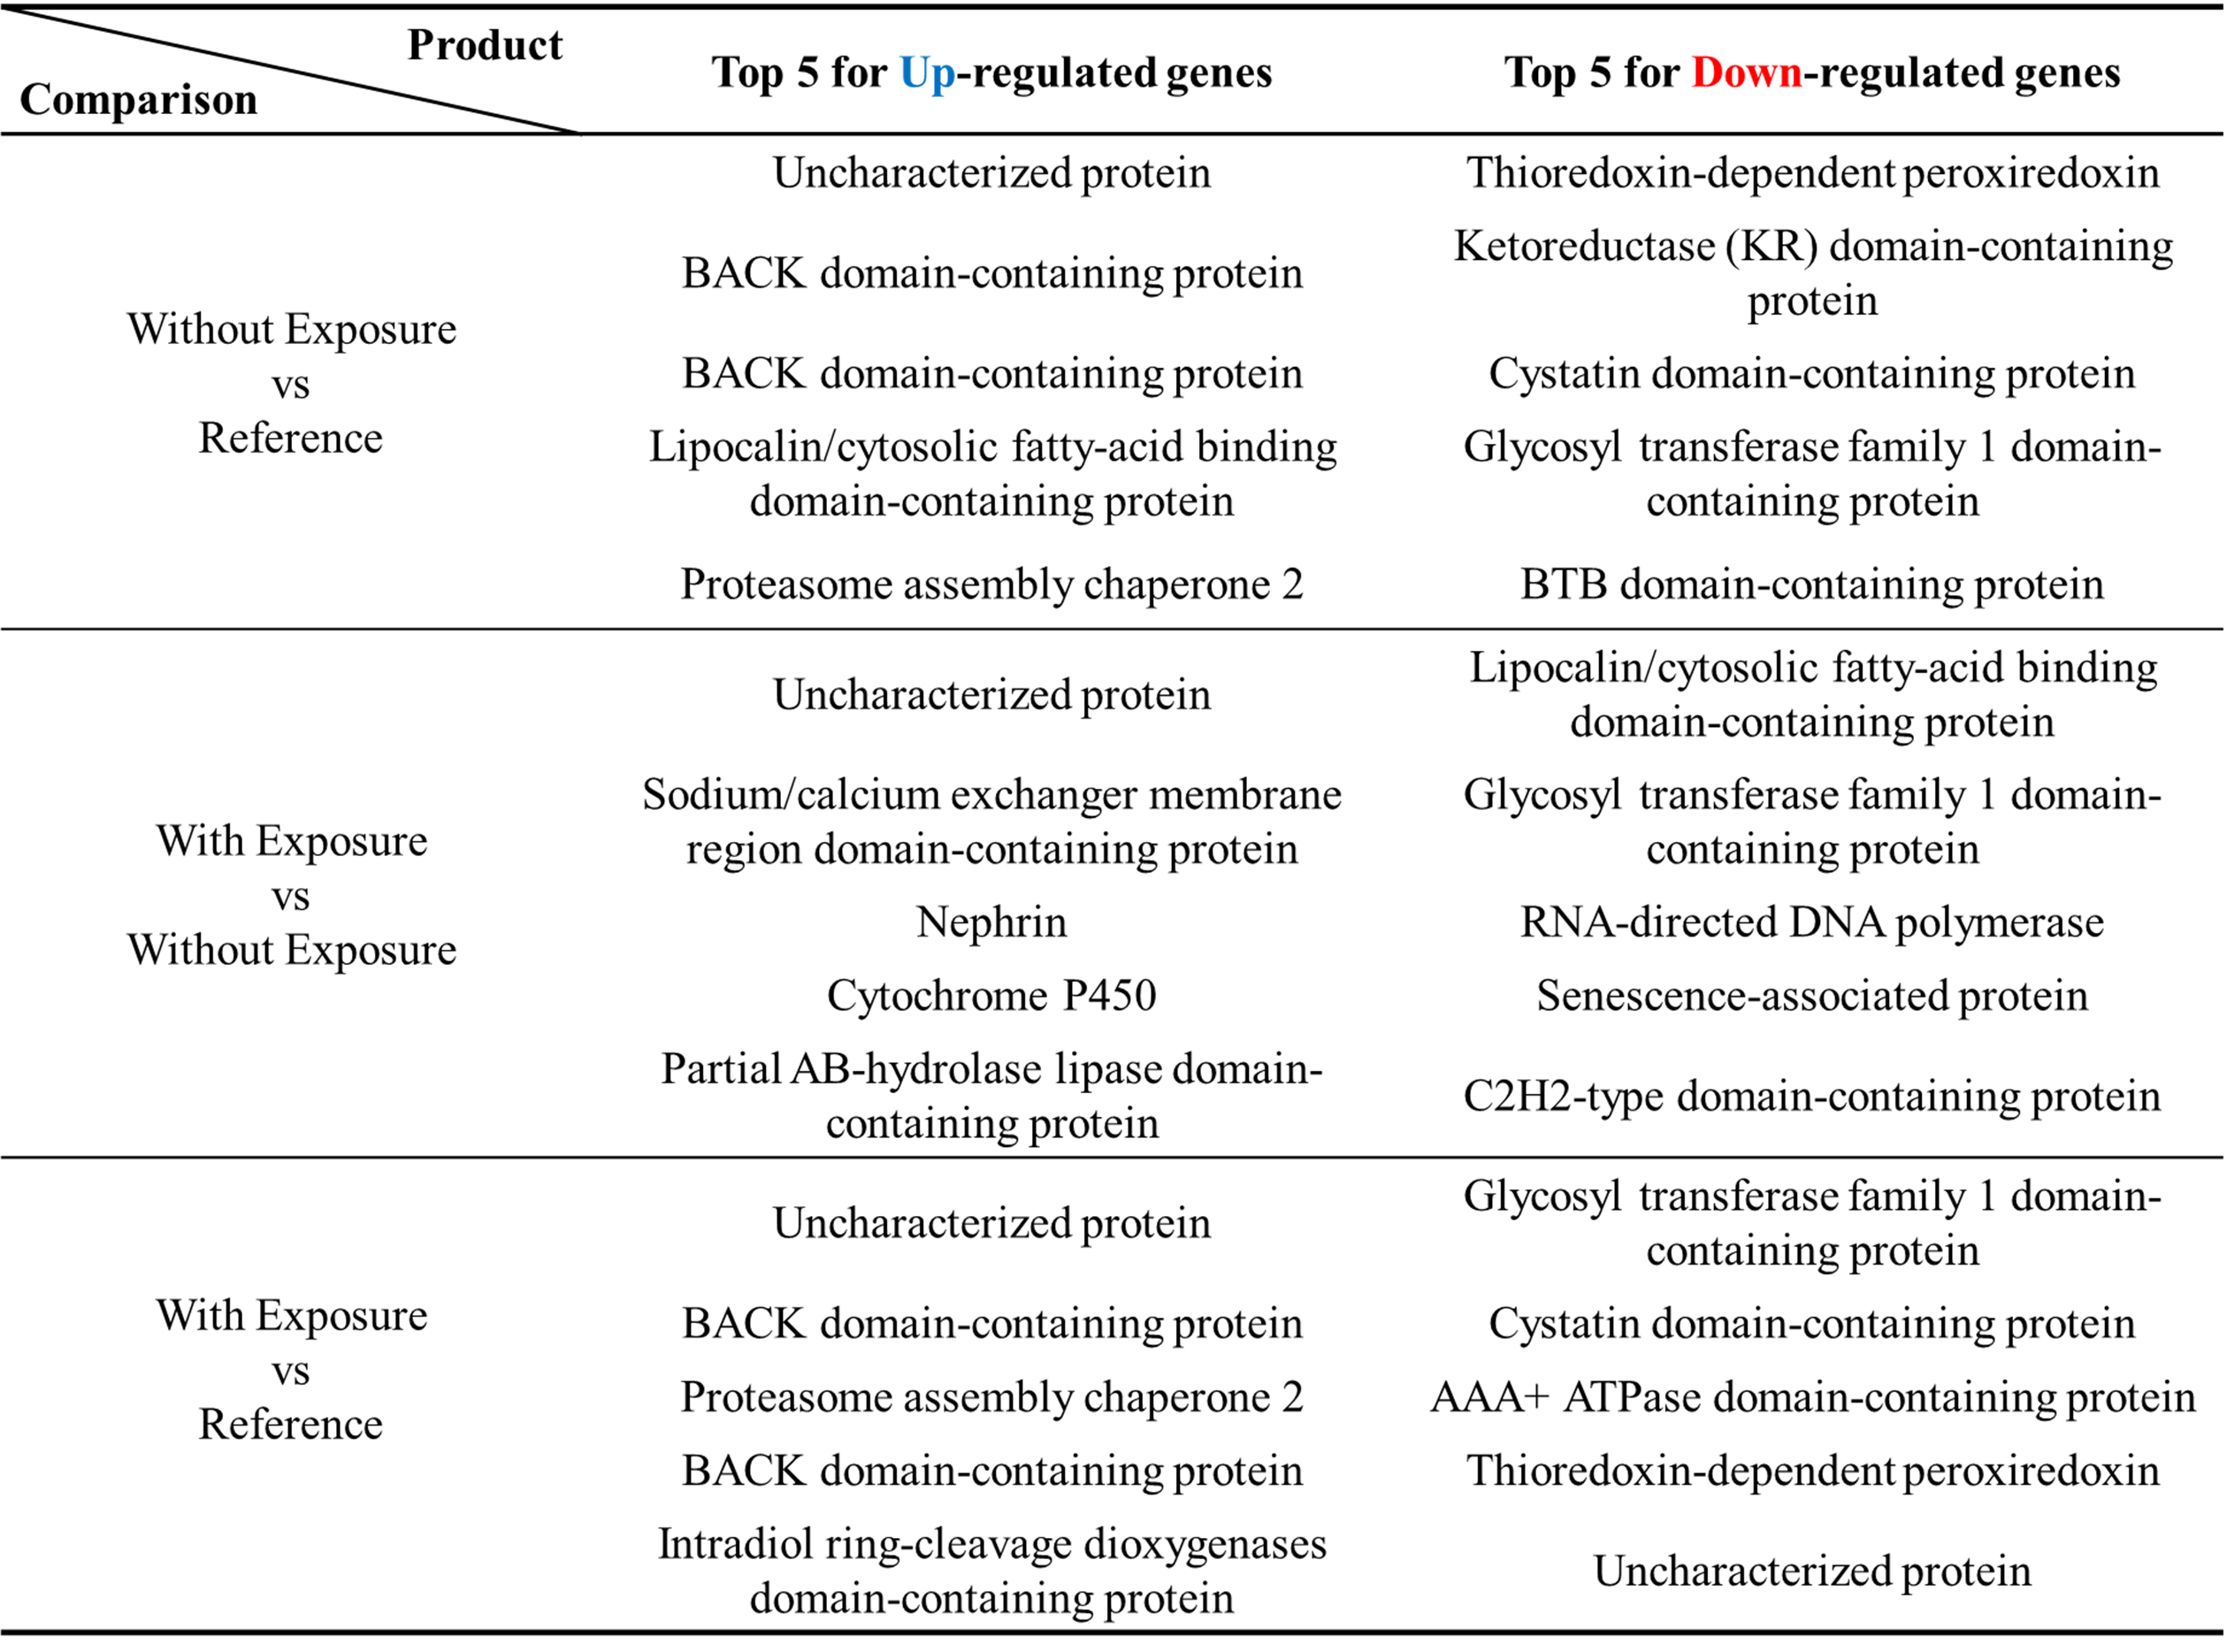 Product
Comparison
Top 5 for Up-regulated genes
Top 5 for Down-regulated genes
Without Exposure
vs
Reference
Uncharacterized protein
Thioredoxin-dependent peroxiredoxin
BACK domain-containing protein
Ketoreductase (KR) domain-containing
protein
BACK domain-containing protein
Cystatin domain-containing protein
Lipocalin/cytosolic fatty-acid binding
domain-containing protein
Glycosyl transferase family 1 domain-
containing protein
Proteasome assembly chaperone 2
BTB domain-containing protein
With Exposure
vs
Without Exposure
Uncharacterized protein
Lipocalin/cytosolic fatty-acid binding
domain-containing protein
Sodium/calcium exchanger membrane
region domain-containing protein
Glycosyl transferase family 1 domain-
containing protein
Nephrin
RNA-directed DNA polymerase
Cytochrome P450
Senescence-associated protein
Partial AB-hydrolase lipase domain-
containing protein
C2H2-type domain-containing protein
With Exposure
vs
Reference
Uncharacterized protein
Glycosyl transferase family 1 domain-
containing protein
BACK domain-containing protein
Cystatin domain-containing protein
Proteasome assembly chaperone 2
AAA+ ATPase domain-containing protein
BACK domain-containing protein
Thioredoxin-dependent peroxiredoxin
Intradiol ring-cleavage dioxygenases
domain-containing protein
Uncharacterized protein